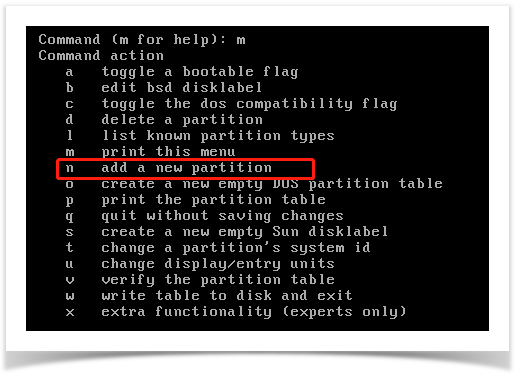 Command (m for help): m
Command action
a   toggle a bootable flag
b   edit bsd disklabel
c   toggle the dos compatibility flag
d   delete a partition
l   list known partition types
m   print this menu
n   add a new partition
o   create a new empty DOS partition table
p   print the partition table
q   quit without saving changes
s   create a new empty Sun disklabel
t   change a partition's system id
u   change display/entry units
v   verify the partition table
w   write table to disk and exit
x   extra functionality (experts only)